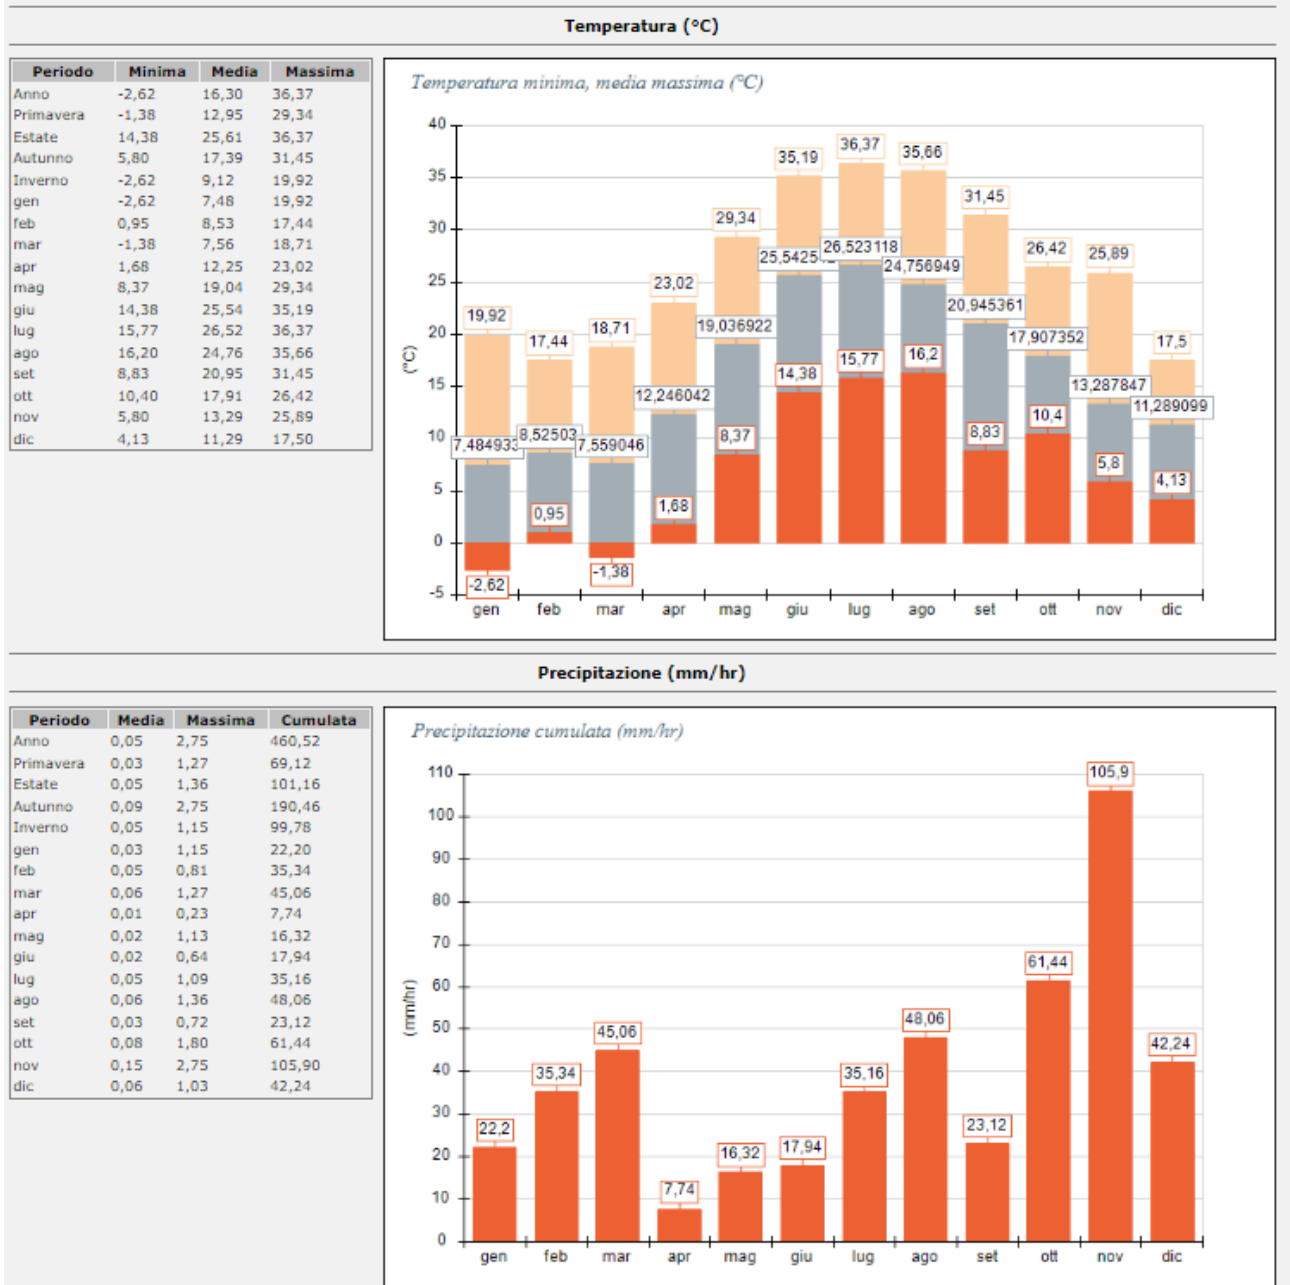 Temperatura (°C)
Periodo Minima Media Massima
Anno -2,62 16,30 36,37
Primavera -1,38 12,95 29,34
Estate 14,38 25,61 36,37
Autunno 5,80 17,39 31,45
Inverno -2,62 9,12 19,92
gen -2,62 7,48 19,92
feb 0,95 8,53 17,44
mar -1,38 7,56 18,71
apr 1,68 12,25 23,02
mag 8,37 19,04 29,34
giu 14,38 25,54 35,19
lug 15,77 26,52 36,37
ago 16,20 24,76 35,66
set 8,83 20,95 31,45
ott 10,40 17,91 26,42
nov 5,80 13,29 25,89
dic 4,13 11,29 17,50
Temperatura minima, media massima (°C)
40
35
30
25
20
15
10
5
0
-5
(°C)
19,92 17,44 18,71 23,02 29,34 35,19 36,37 35,66 31,45 26,42 25,89 17,5
7,484933 8,52503 7,559046 12,246042 19,036922 25,54254 26,523118 24,756949 20,945361 17,907352 13,287847 11,289099
-2,62 0,95 -1,38 1,68 8,37 14,38 15,77 16,2 8,83 10,4 5,8 4,13
gen feb mar apr mag giu lug ago set ott nov dic
Precipitazione (mm/hr)
Periodo Media Massima Cumulata
Anno 0,05 2,75 460,52
Primavera 0,03 1,27 69,12
Estate 0,05 1,36 101,16
Autunno 0,09 2,75 190,46
Inverno 0,05 1,15 99,78
gen 0,03 1,15 22,20
feb 0,05 0,81 35,34
mar 0,06 1,27 45,06
apr 0,01 0,23 7,74
mag 0,02 1,13 16,32
giu 0,02 0,64 17,94
lug 0,05 1,09 35,16
ago 0,06 1,36 48,06
set 0,03 0,72 23,12
ott 0,08 1,80 61,44
nov 0,15 2,75 105,90
dic 0,06 1,03 42,24
Precipitazione cumulata (mm/hr)
110
100
90
80
70
60
50
40
30
20
10
0
(mm/hr)
22,2 35,34 45,06 7,74 16,32 17,94 35,16 48,06 23,12 61,44 105,9 42,24
gen feb mar apr mag giu lug ago set ott nov dic